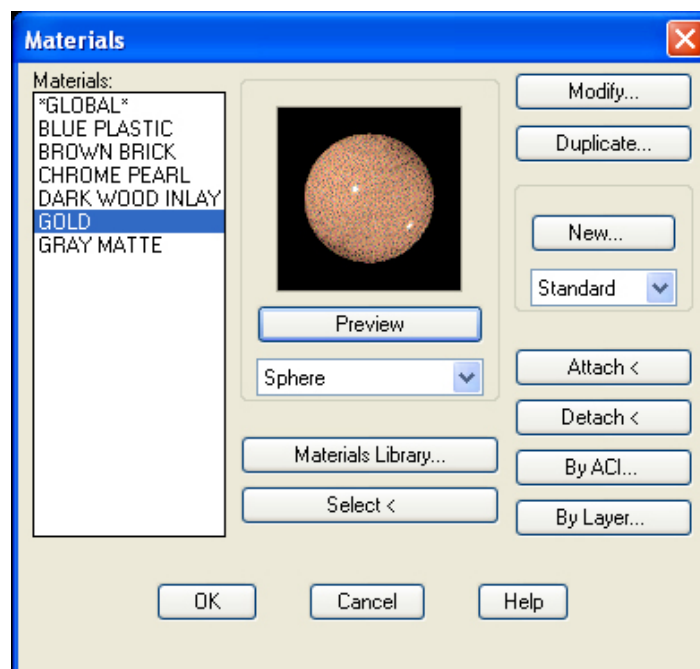 Materials
Materials:
*GLOBAL*
BLUE PLASTIC
BROWN BRICK
CHROME PEARL
DARK WOOD INLAY
GOLD
GRAY MATTE
Preview
Sphere
Materials Library...
Select <
Modify...
Duplicate...
New...
Standard
Attach <
Detach <
By ACI...
By Layer...
OK
Cancel
Help